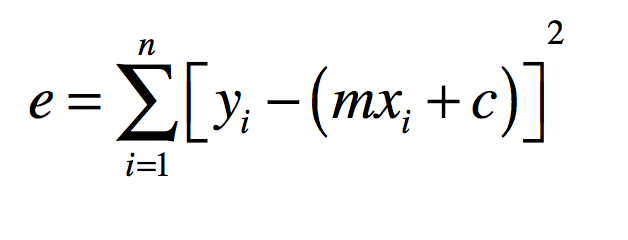 e = ∑_{i=1}^{n} [y_i − (mx_i + c)]^2